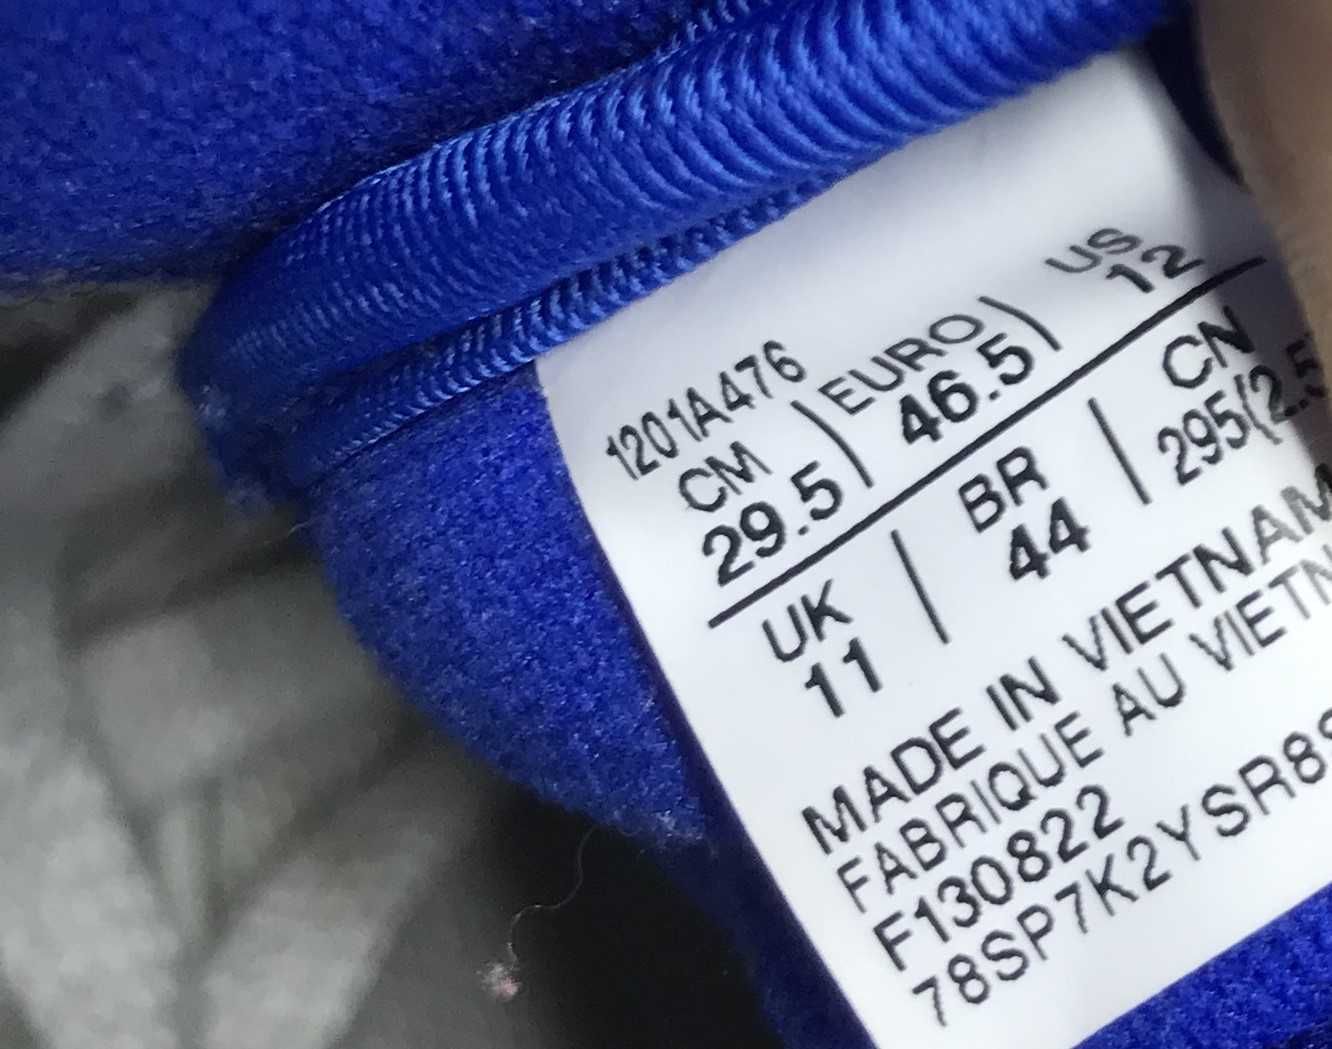 1201A476
CM EURO US
29.5 46.5 12
UK BR CN
11 44 295(2.5
MADE IN VIETNAM
FABRIQUE AU VIETN
F130822
78SP7K2YSR8